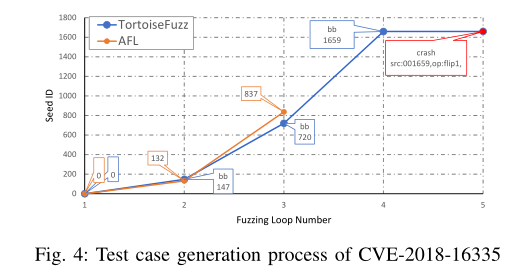 1800
1600
1400
1200
1000
800
600
400
200
0
Seed ID
TortoiseFuzz
AFL
0
0
132
bb
147
837
bb
720
bb
1659
crash
src:001659,op:flip1,
1 2 3 4 5
Fuzzing Loop Number
Fig. 4: Test case generation process of CVE-2018-16335